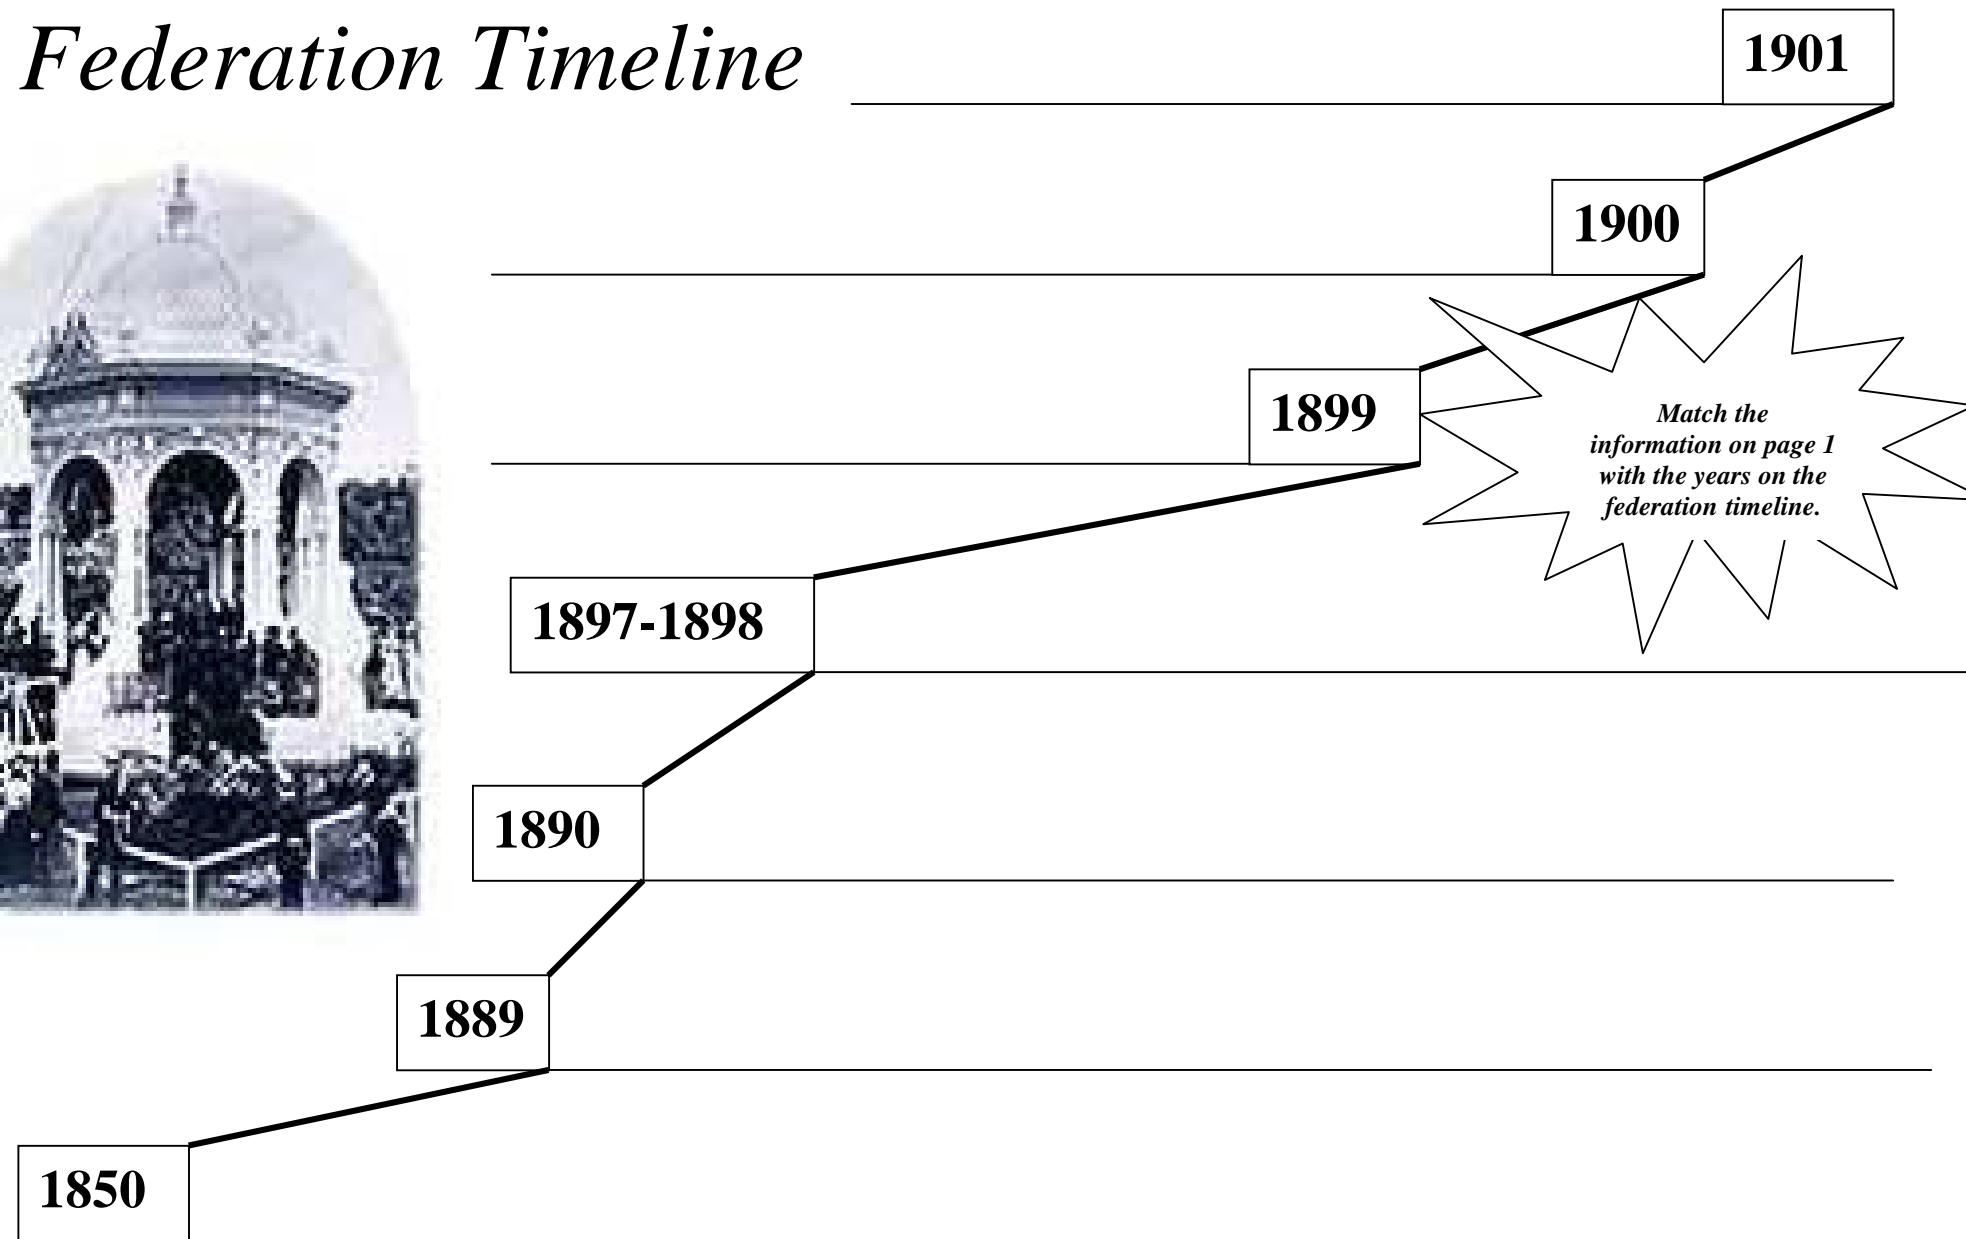 Federation Timeline
1901
1900
1899
Match the
information on page 1
with the years on the
federation timeline.
1897-1898
1890
1889
1850